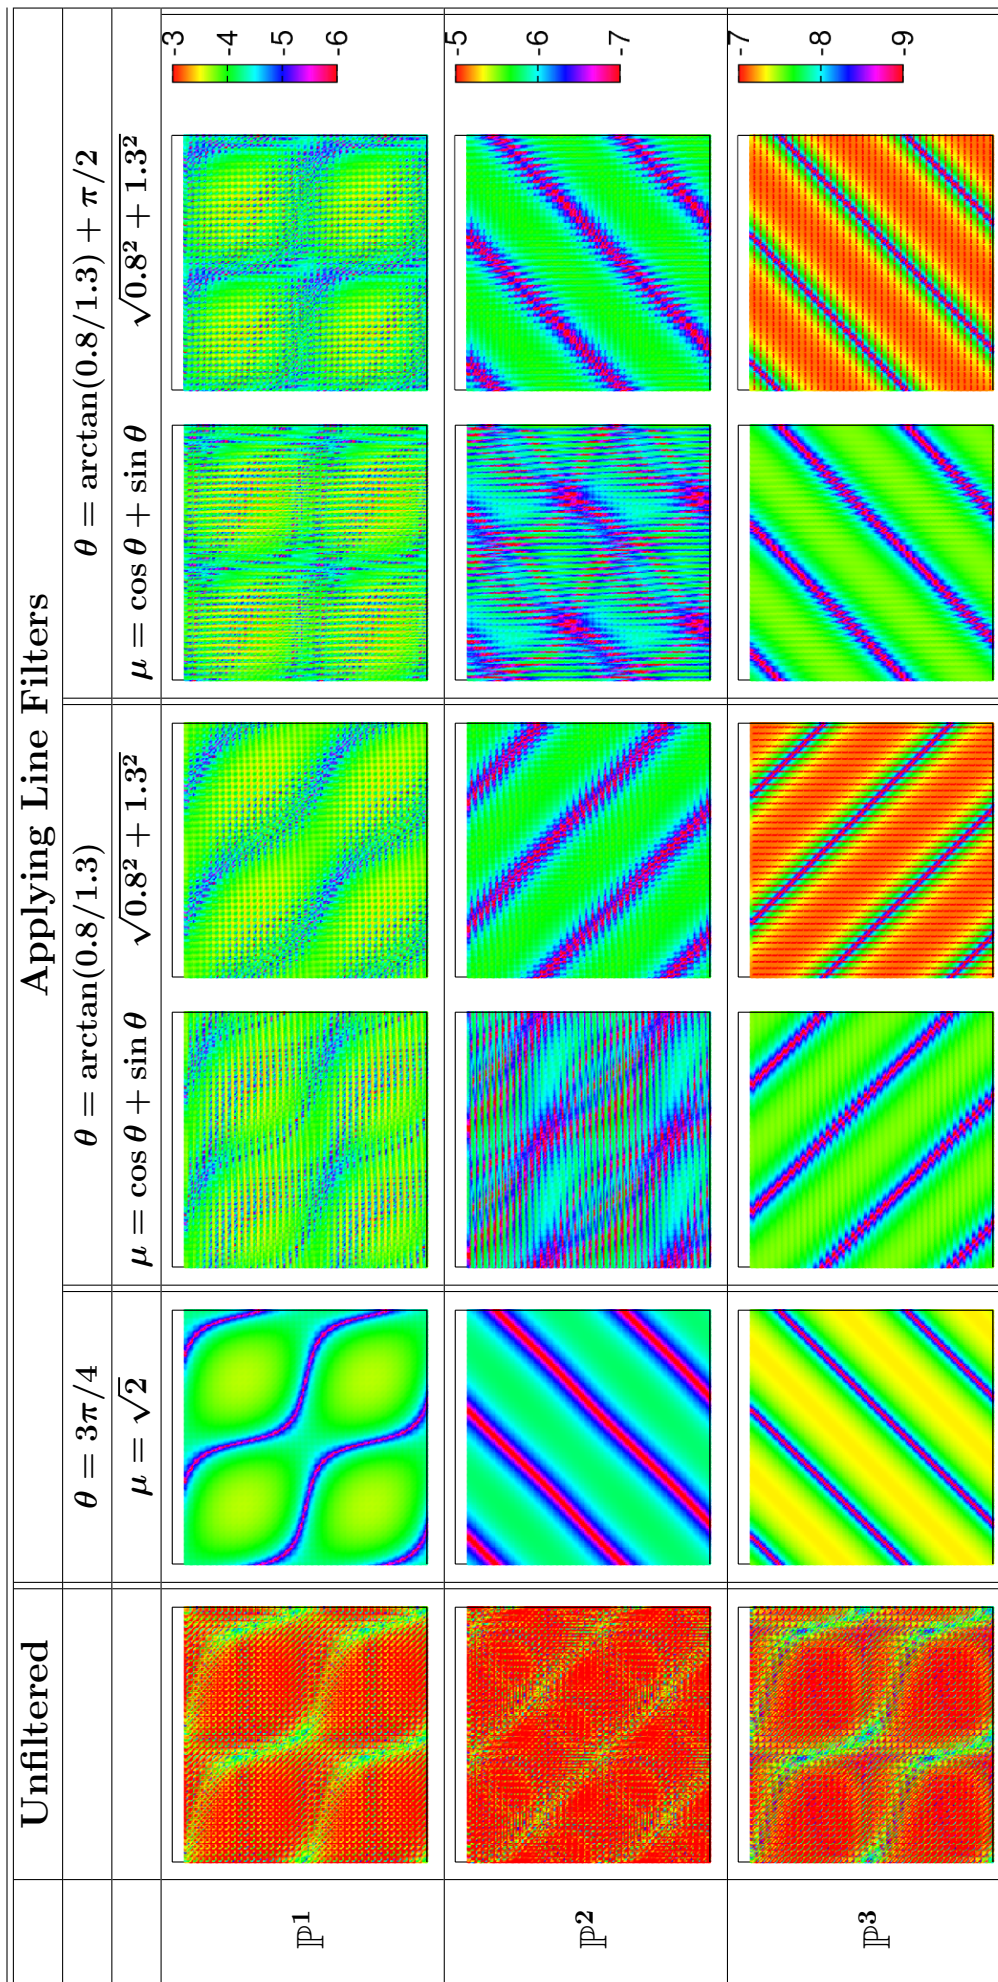 Unfiltered Applying Line Filters
θ = 3π/4 θ = arctan(0.8/1.3) θ = arctan(0.8/1.3) + π/2
μ = √2 μ = cos θ + sin θ √0.8² + 1.3² μ = cos θ + sin θ √0.8² + 1.3²
ℙ¹
-3
-4
-5
-6
ℙ²
-5
-6
-7
ℙ³
-7
-8
-9